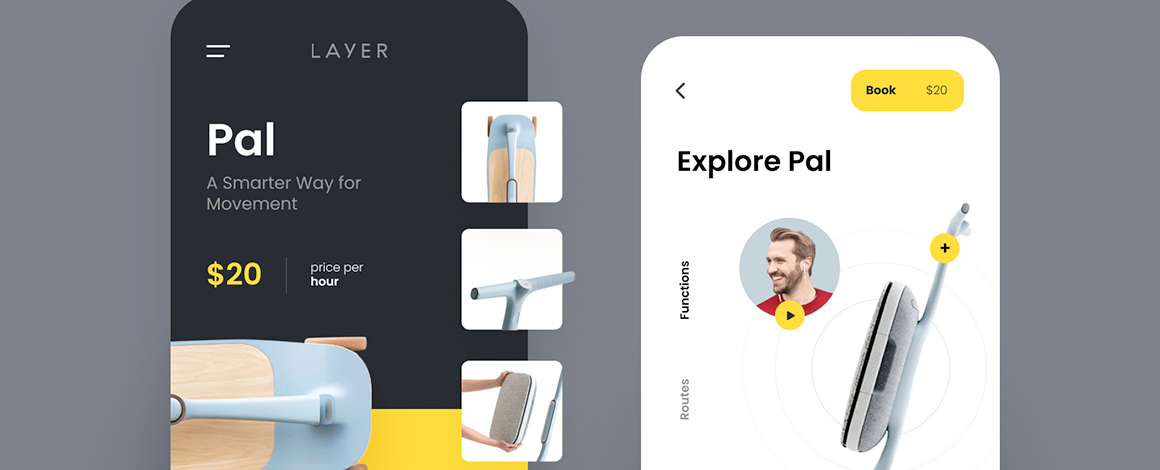 LAYER
Pal
A Smarter Way for
Movement
$20
price per
hour
Book $20
Explore Pal
Functions
Routes